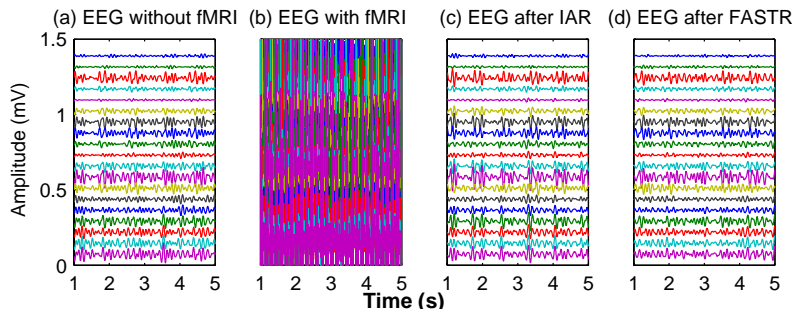 (a) EEG without fMRI
(b) EEG with fMRI
(c) EEG after IAR
(d) EEG after FASTR
Amplitude (mV)
1.5
1
0.5
0
1 2 3 4 5
1 2 3 4 5
1 2 3 4 5
1 2 3 4 5
Time (s)